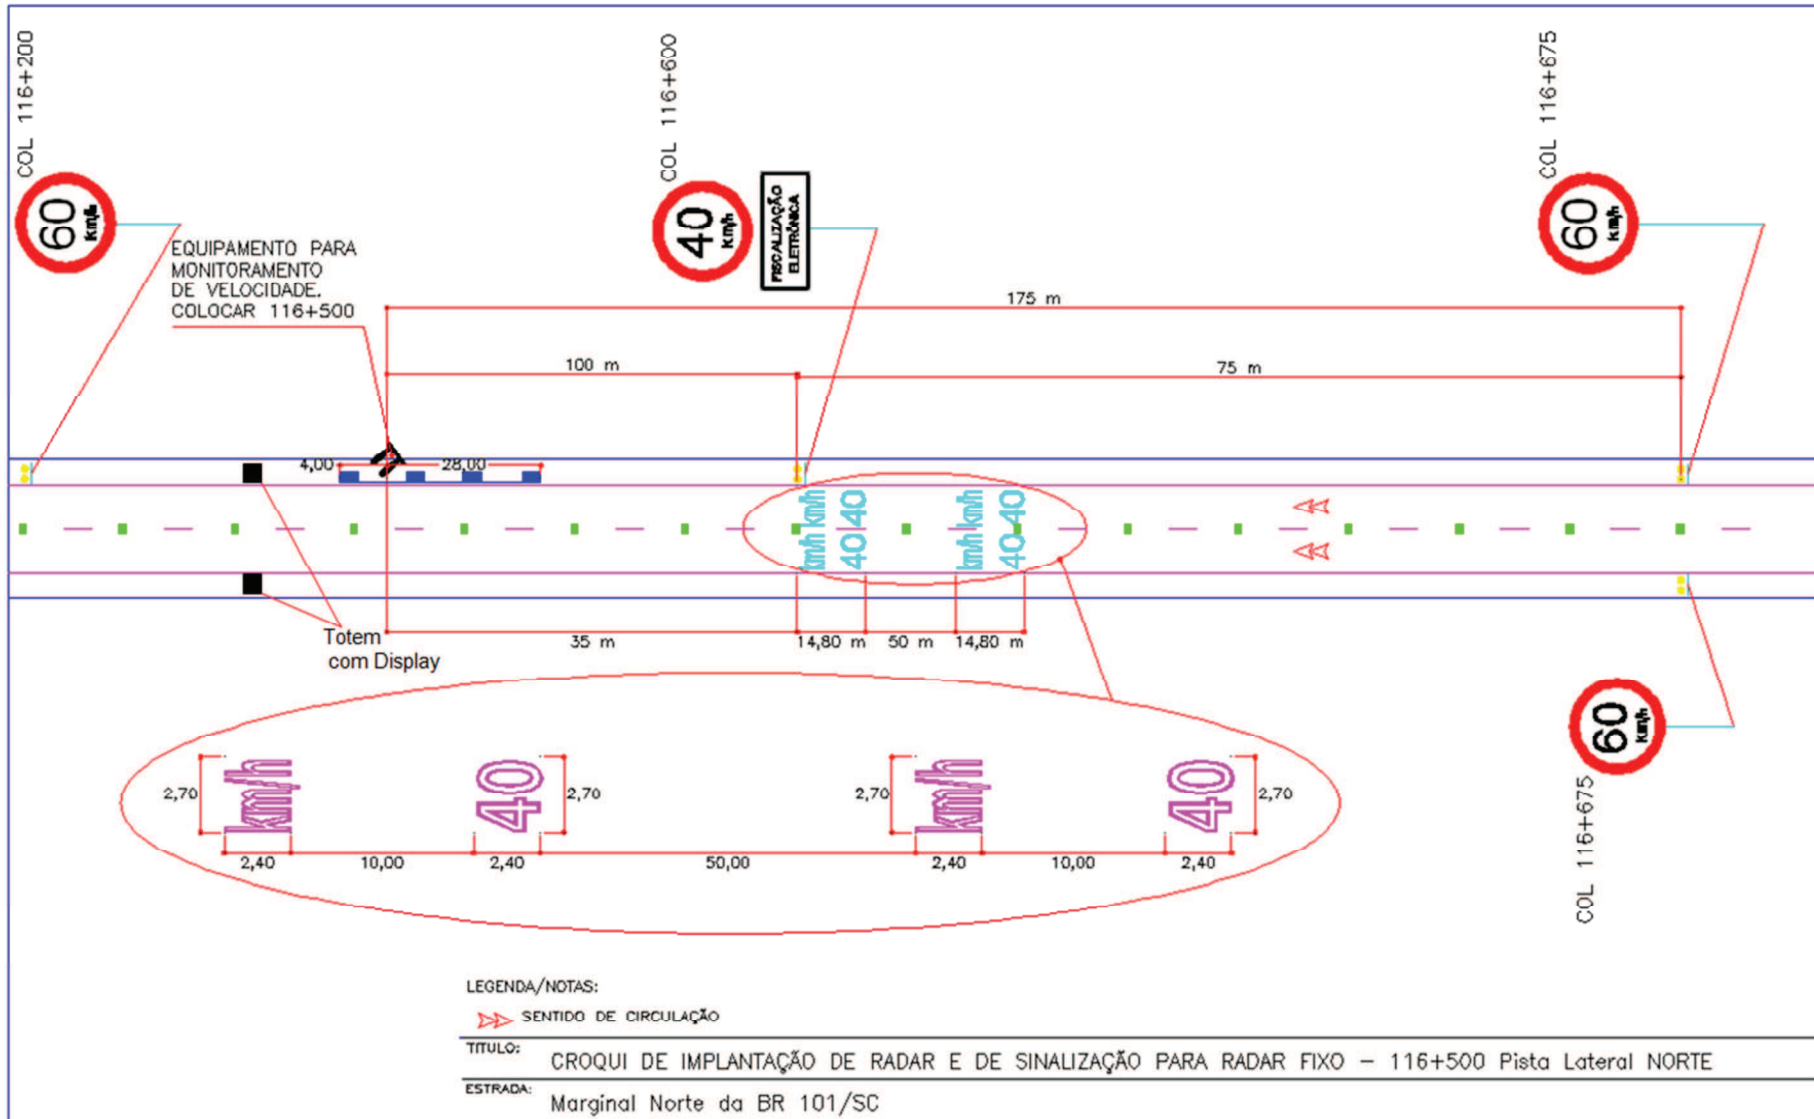 COL 116+200
60
km/h
EQUIPAMENTO PARA
MONITORAMENTO
DE VELOCIDADE.
COLOCAR 116+500
COL 116+600
40
km/h
FISCALIZAÇÃO
ELETRÔNICA
COL 116+675
60
km/h
175 m
100 m
75 m
4,00
28,00
km/h km/h
40 40
km/h km/h
40 40
Totem
com Display
35 m
14,80 m
50 m
14,80 m
60
km/h
COL 116+675
2,70
km/h
40
2,70
2,70
km/h
40
2,70
2,40
10,00
2,40
50,00
2,40
10,00
2,40
LEGENDA/NOTAS:
SENTIDO DE CIRCULAÇÃO
TITULO:
CROQUI DE IMPLANTAÇÃO DE RADAR E DE SINALIZAÇÃO PARA RADAR FIXO – 116+500 Pista Lateral NORTE
ESTRADA:
Marginal Norte da BR 101/SC